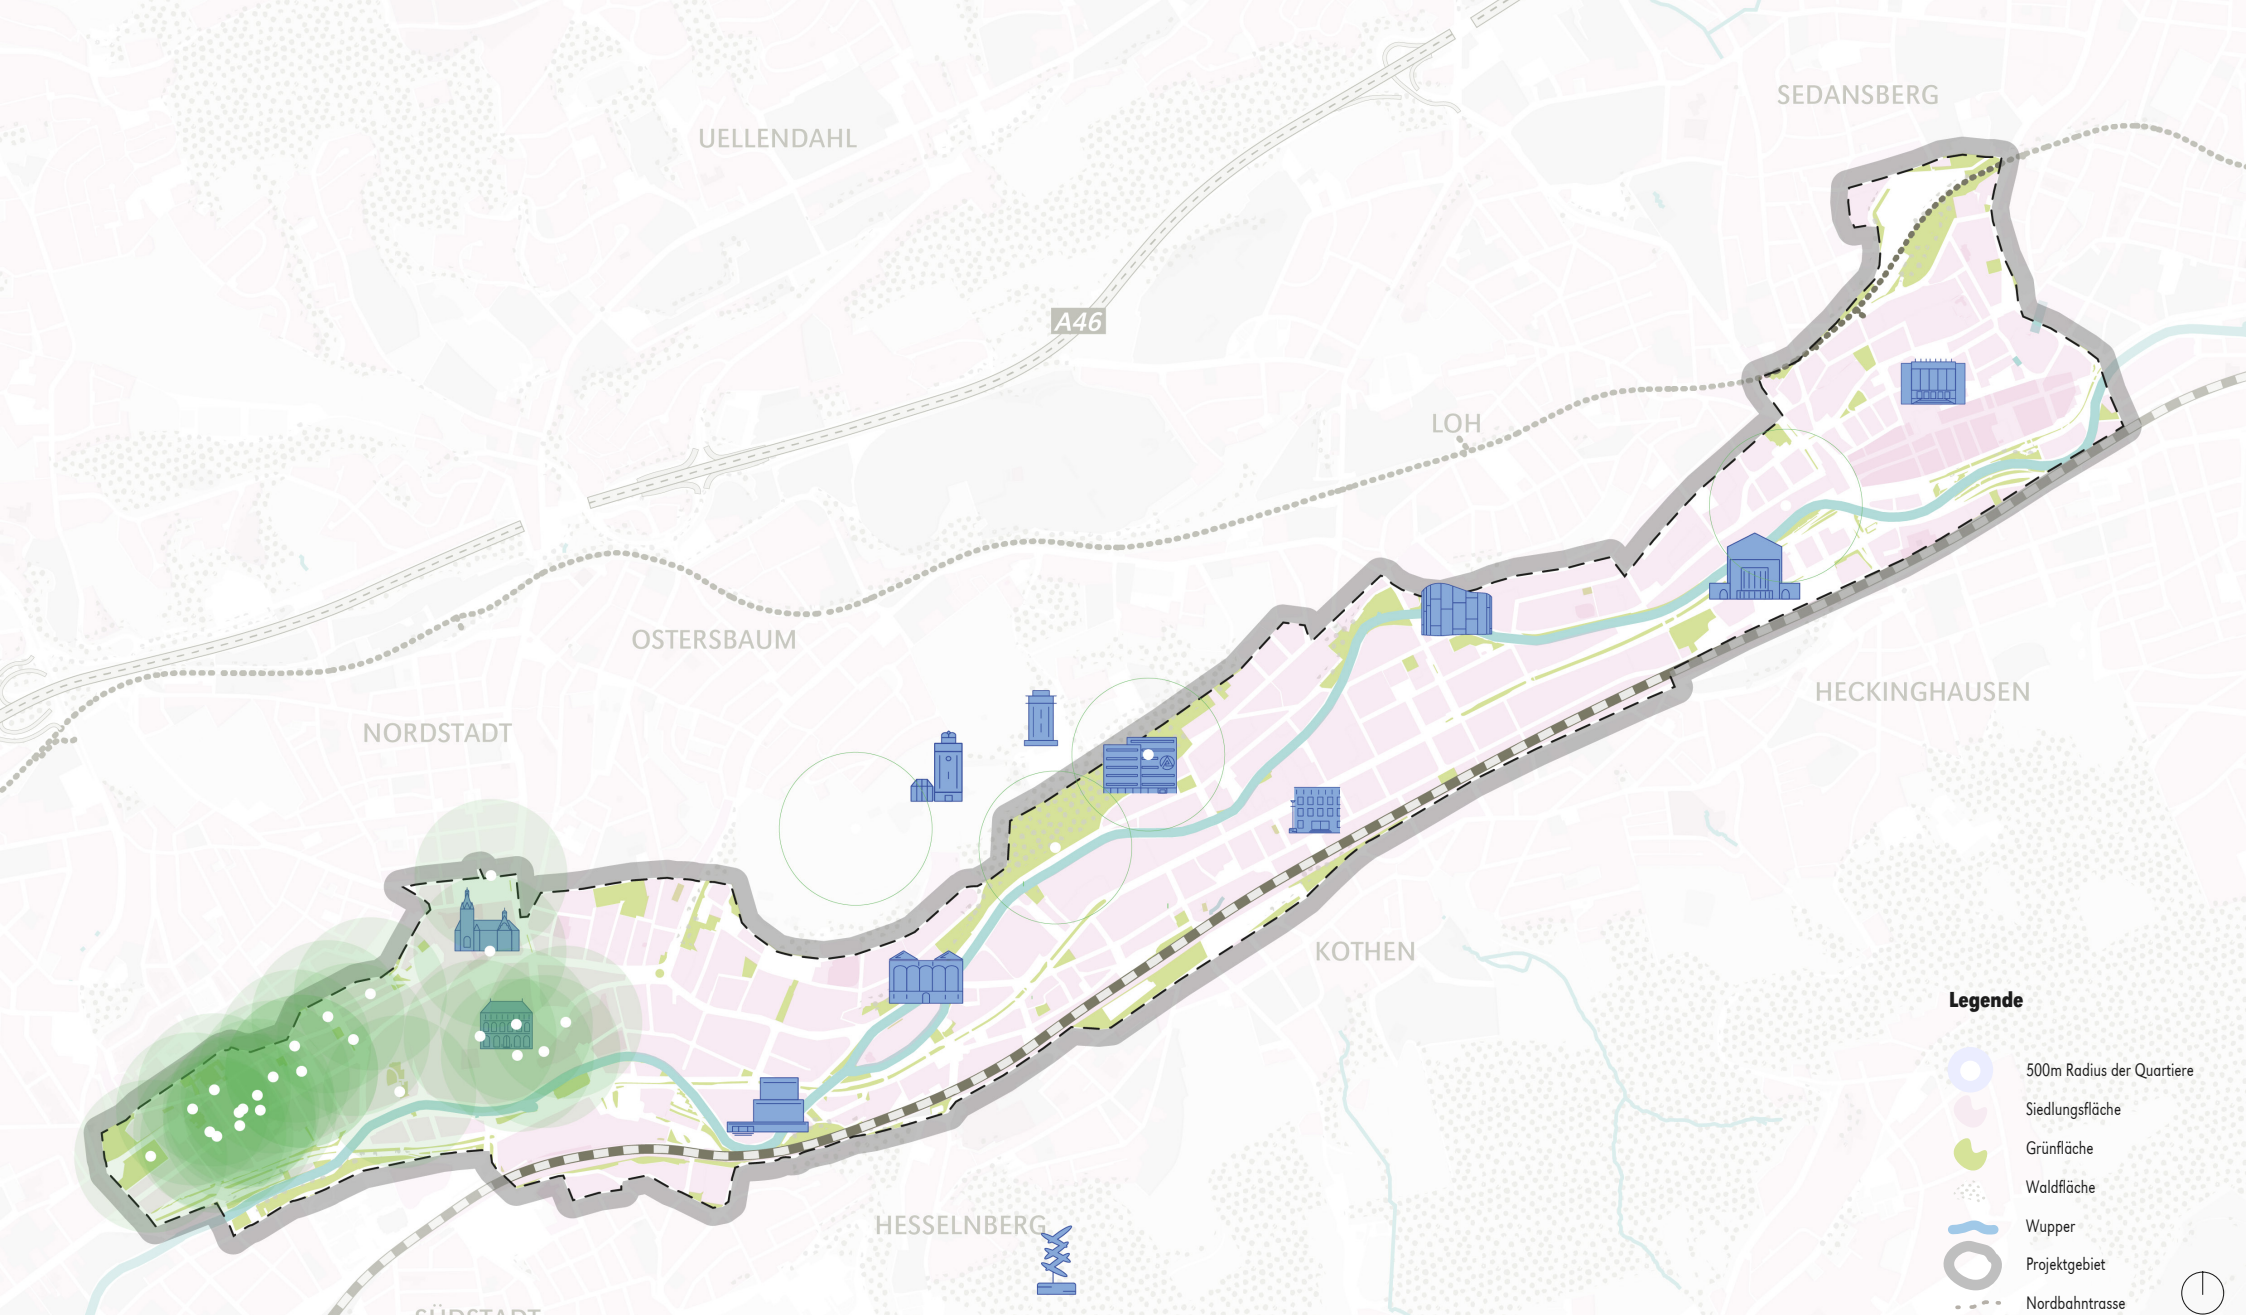 SEDANSBERG
UELLENDAHL
A46
LOH
OSTERSBAUM
HECKINGHAUSEN
NORDSTADT
KOTHEN
Legende
500m Radius der Quartiere
Siedlungsfläche
Grünfläche
Waldfläche
Wupper
HESSELNBERG
Projektgebiet
Nordbahntrasse
SÜDSTADT